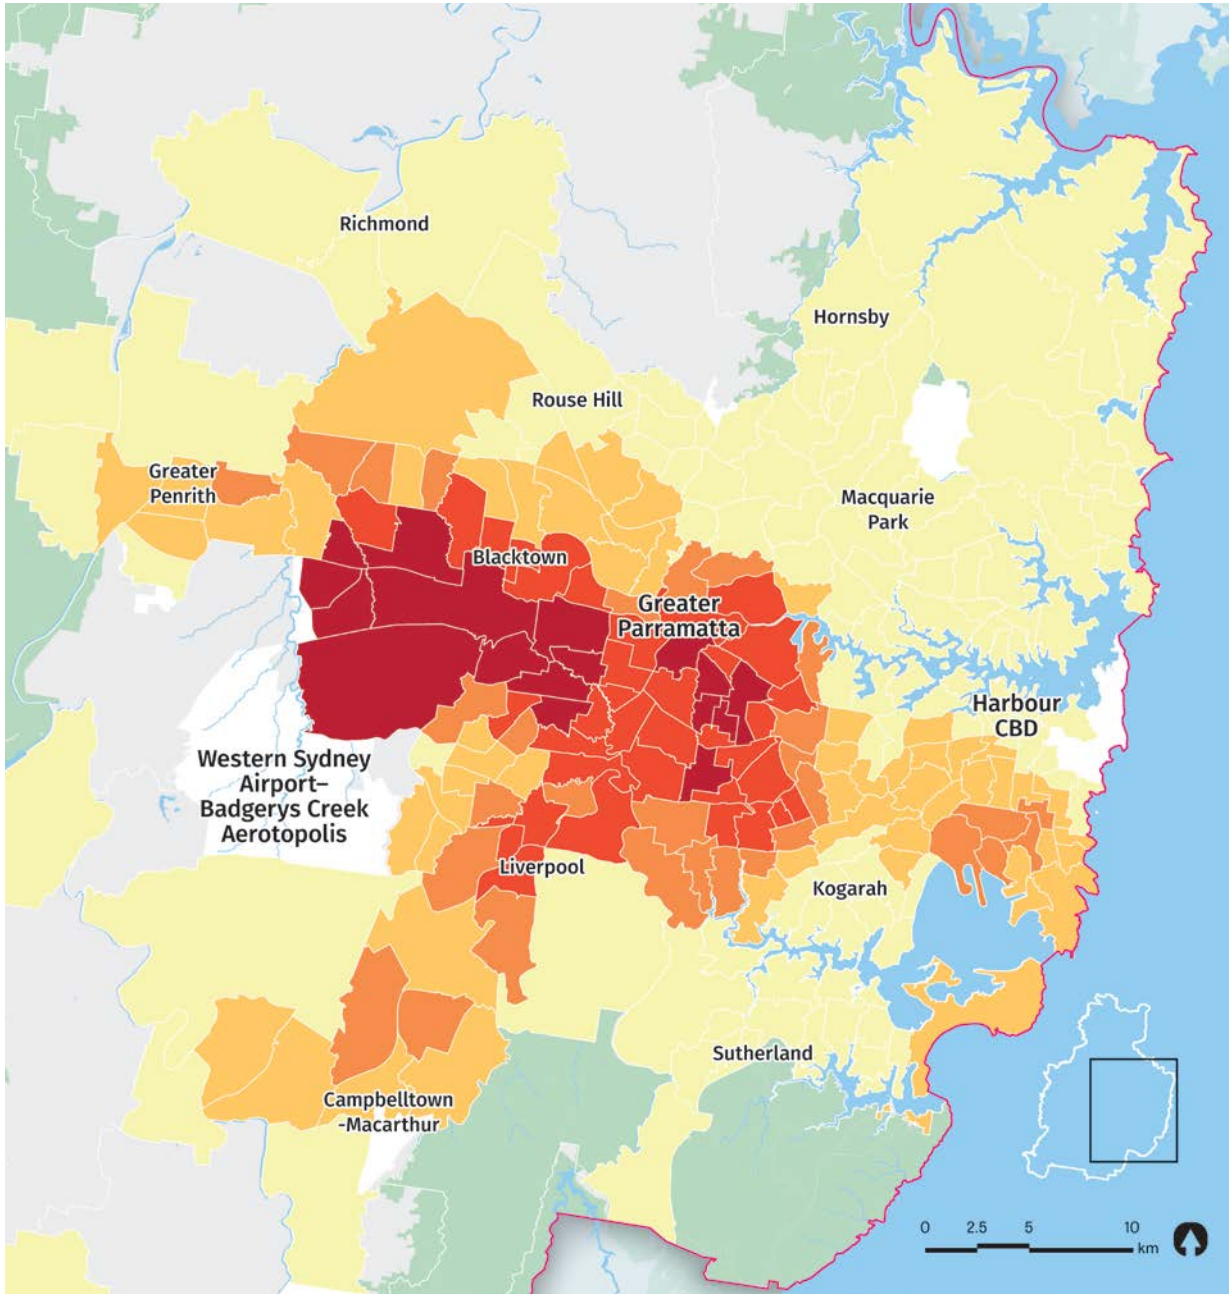 Richmond
Hornsby
Rouse Hill
Greater
Penrith
Macquarie
Park
Blacktown
Greater
Parramatta
Harbour
CBD
Western Sydney
Airport–
Badgerys Creek
Aerotopolis
Liverpool
Kogarah
Sutherland
Campbelltown
-Macarthur
0 2.5 5 10
km